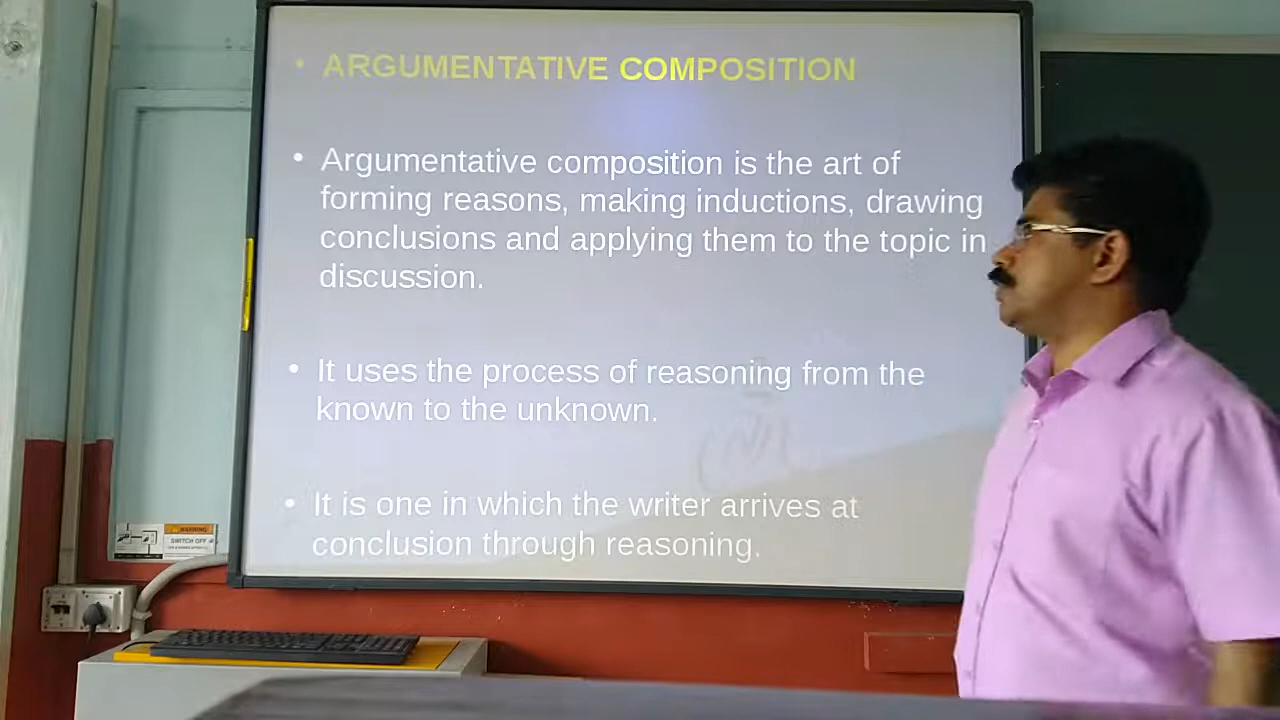 • ARGUMENTATIVE COMPOSITION
• Argumentative composition is the art of
forming reasons, making inductions, drawing
conclusions and applying them to the topic in
discussion.
• It uses the process of reasoning from the
known to the unknown.
• It is one in which the writer arrives at
conclusion through reasoning.
WARNING
SWITCH OFF